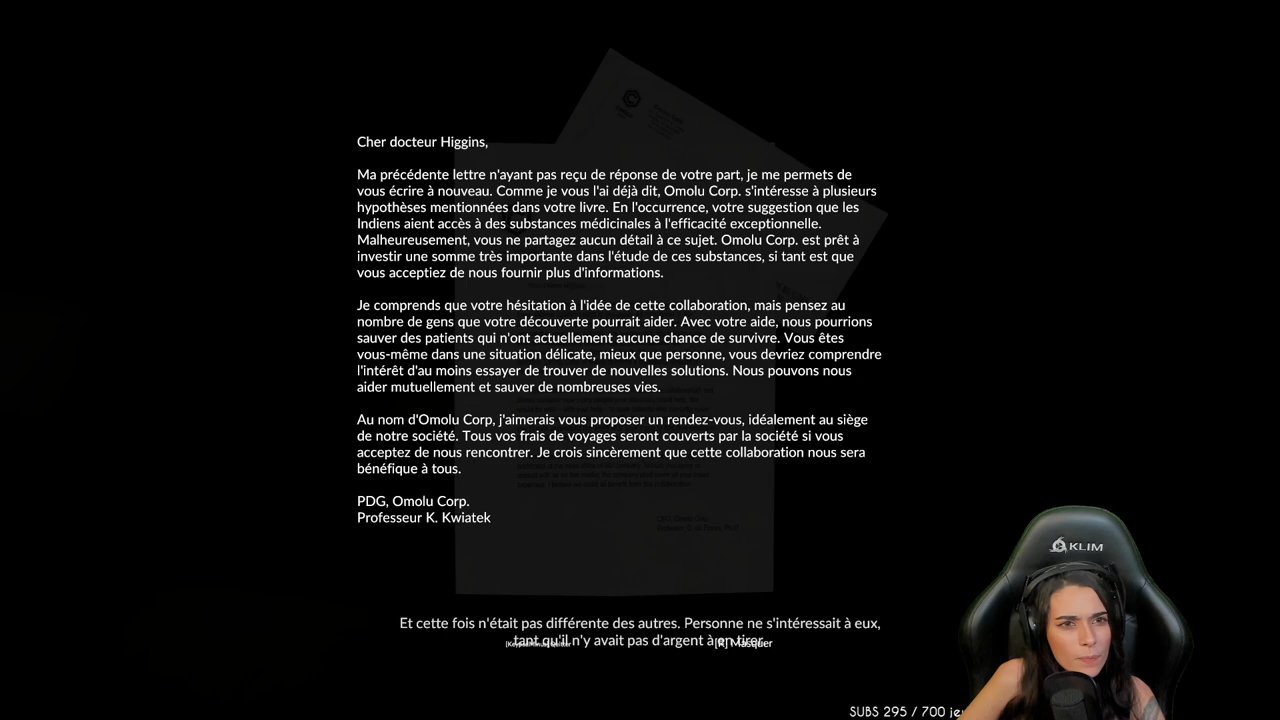 Cher docteur Higgins,
Ma précédente lettre n'ayant pas reçu de réponse de votre part, je me permets de
vous écrire à nouveau. Comme je vous l'ai déjà dit, Omolu Corp. s'intéresse à plusieurs
hypothèses mentionnées dans votre livre. En l'occurrence, votre suggestion que les
Indiens aient accès à des substances médicinales à l'efficacité exceptionnelle.
Malheureusement, vous ne partagez aucun détail à ce sujet. Omolu Corp. est prêt à
investir une somme très importante dans l'étude de ces substances, si tant est que
vous acceptiez de nous fournir plus d'informations.
Je comprends que votre hésitation à l'idée de cette collaboration, mais pensez au
nombre de gens que votre découverte pourrait aider. Avec votre aide, nous pourrions
sauver des patients qui n'ont actuellement aucune chance de survivre. Vous êtes
vous-même dans une situation délicate, mieux que personne, vous devriez comprendre
l'intérêt d'au moins essayer de trouver de nouvelles solutions. Nous pouvons nous
aider mutuellement et sauver de nombreuses vies.
Au nom d'Omolu Corp, j'aimerais vous proposer un rendez-vous, idéalement au siège
de notre société. Tous vos frais de voyages seront couverts par la société si vous
acceptez de nous rencontrer. Je crois sincèrement que cette collaboration nous sera
bénéfique à tous.
PDG, Omolu Corp.
Professeur K. Kwiatek
KLIM
Et cette fois n'était pas différente des autres. Personne ne s'intéressait à eux,
tant qu'il n'y avait pas d'argent à en tirer.
[R] Masquer
SUBS 295 / 700